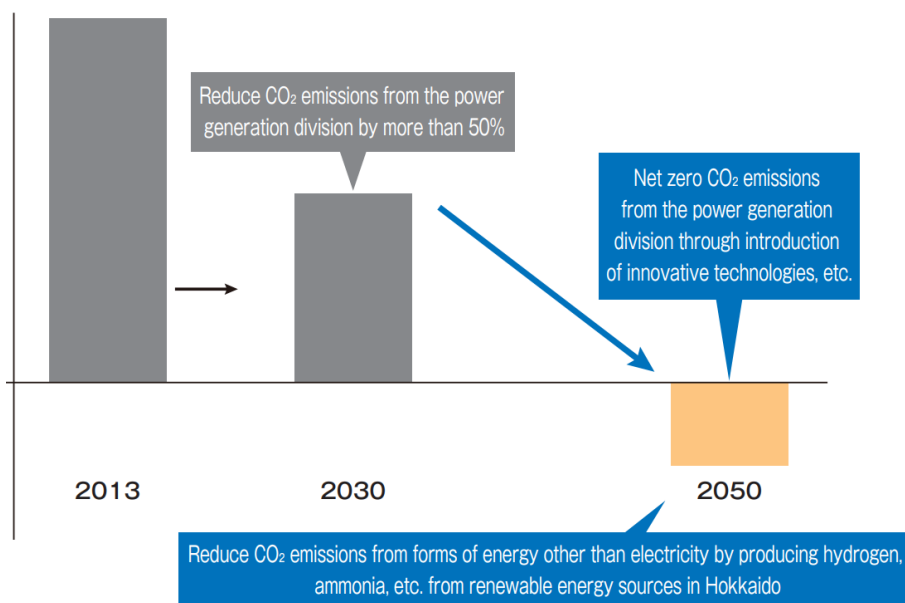 Reduce CO₂ emissions from the power
generation division by more than 50%
Net zero CO₂ emissions
from the power generation
division through introduction
of innovative technologies, etc.
2013
2030
2050
Reduce CO₂ emissions from forms of energy other than electricity by producing hydrogen,
ammonia, etc. from renewable energy sources in Hokkaido